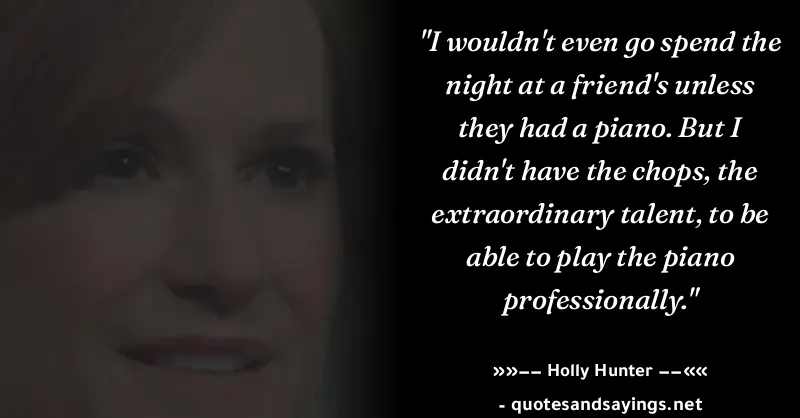 "I wouldn't even go spend the
night at a friend's unless
they had a piano. But I
didn't have the chops, the
extraordinary talent, to be
able to play the piano
professionally."
»»−− Holly Hunter −−««
- quotesandsayings.net